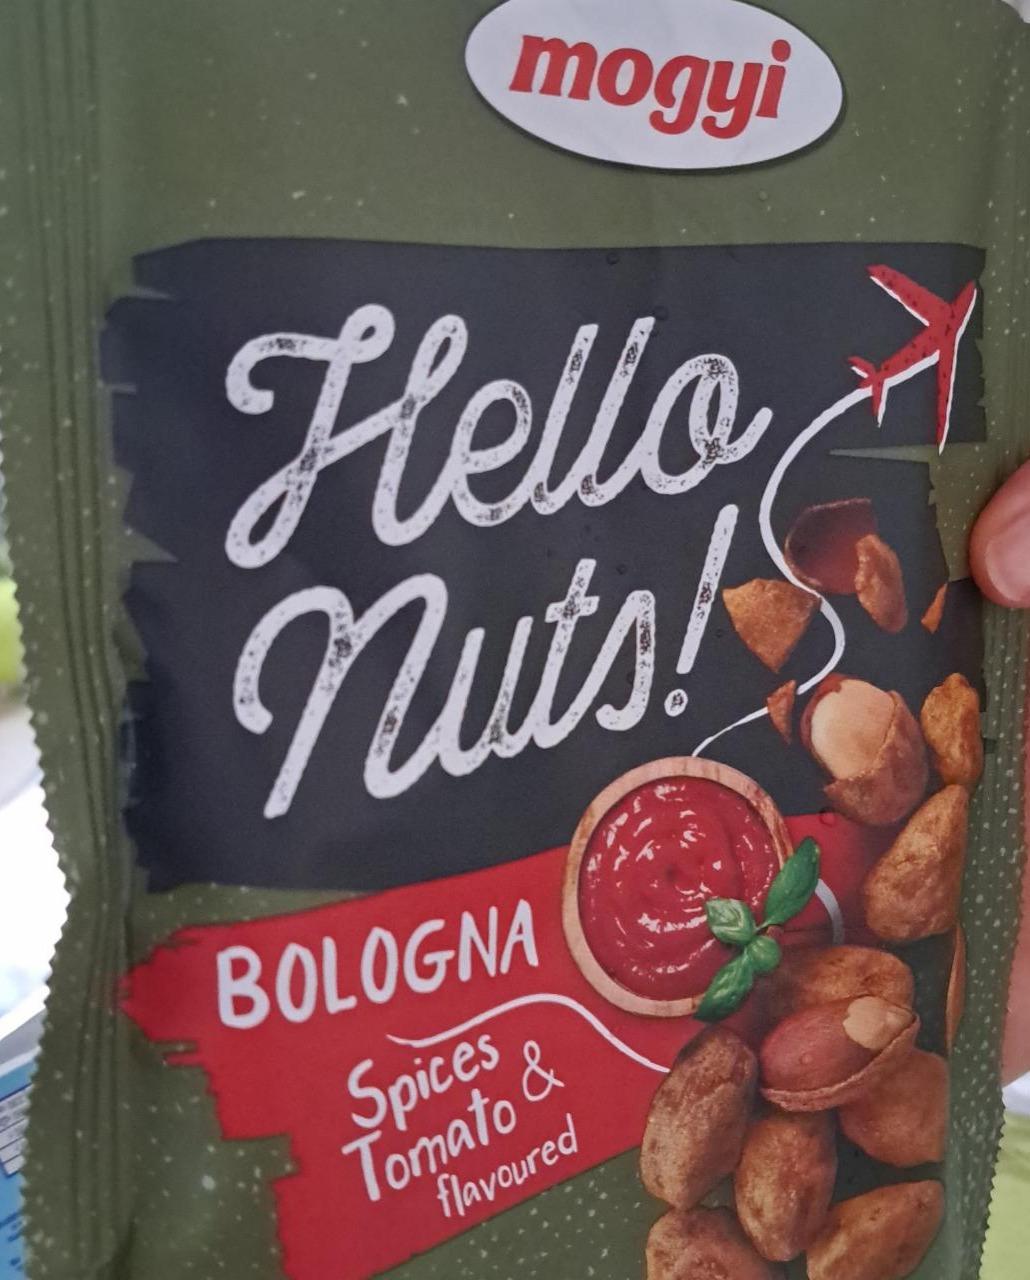 mogyi
Hello
Nuts!
BOLOGNA
Spices
Tomato &
flavoured